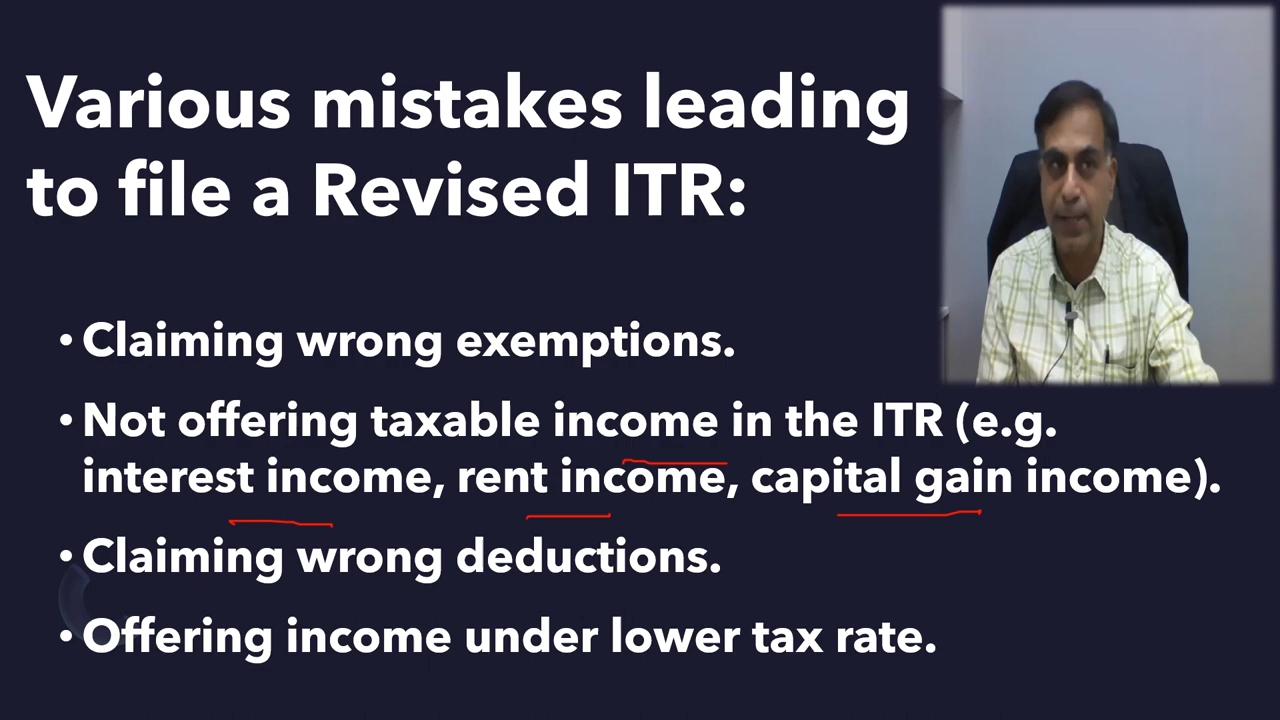 Various mistakes leading
to file a Revised ITR:
• Claiming wrong exemptions.
• Not offering taxable income in the ITR (e.g.
interest income, rent income, capital gain income).
• Claiming wrong deductions.
• Offering income under lower tax rate.